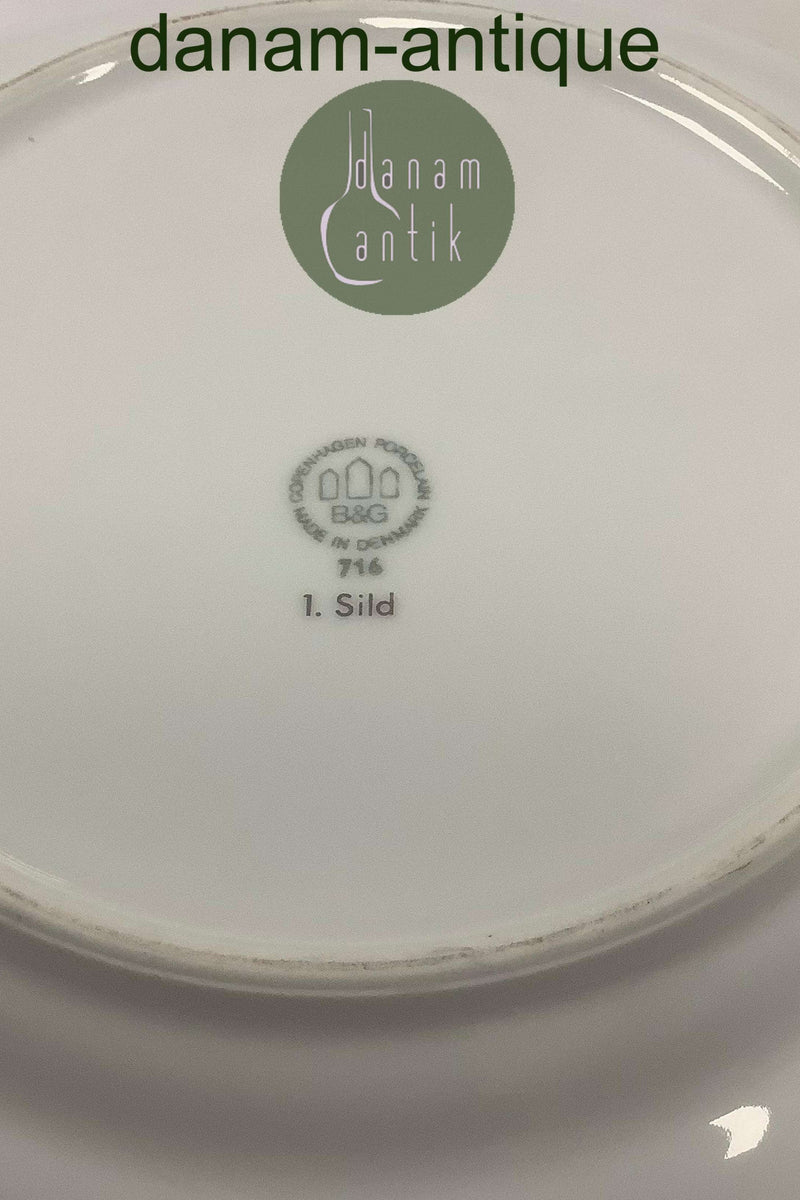 danam-antique
danam
antik
COPENHAGEN PORCELAIN
B&G
MADE IN DENMARK
716
1. Sild